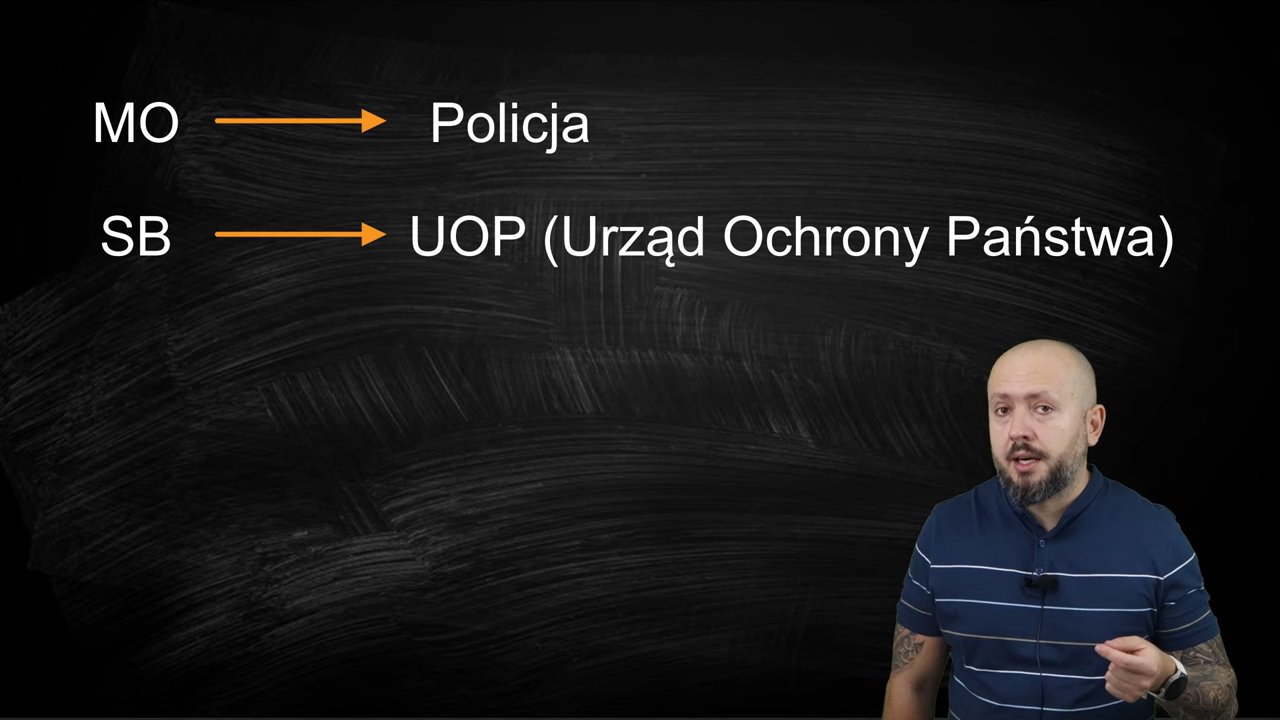 MO → Policja
SB → UOP (Urząd Ochrony Państwa)